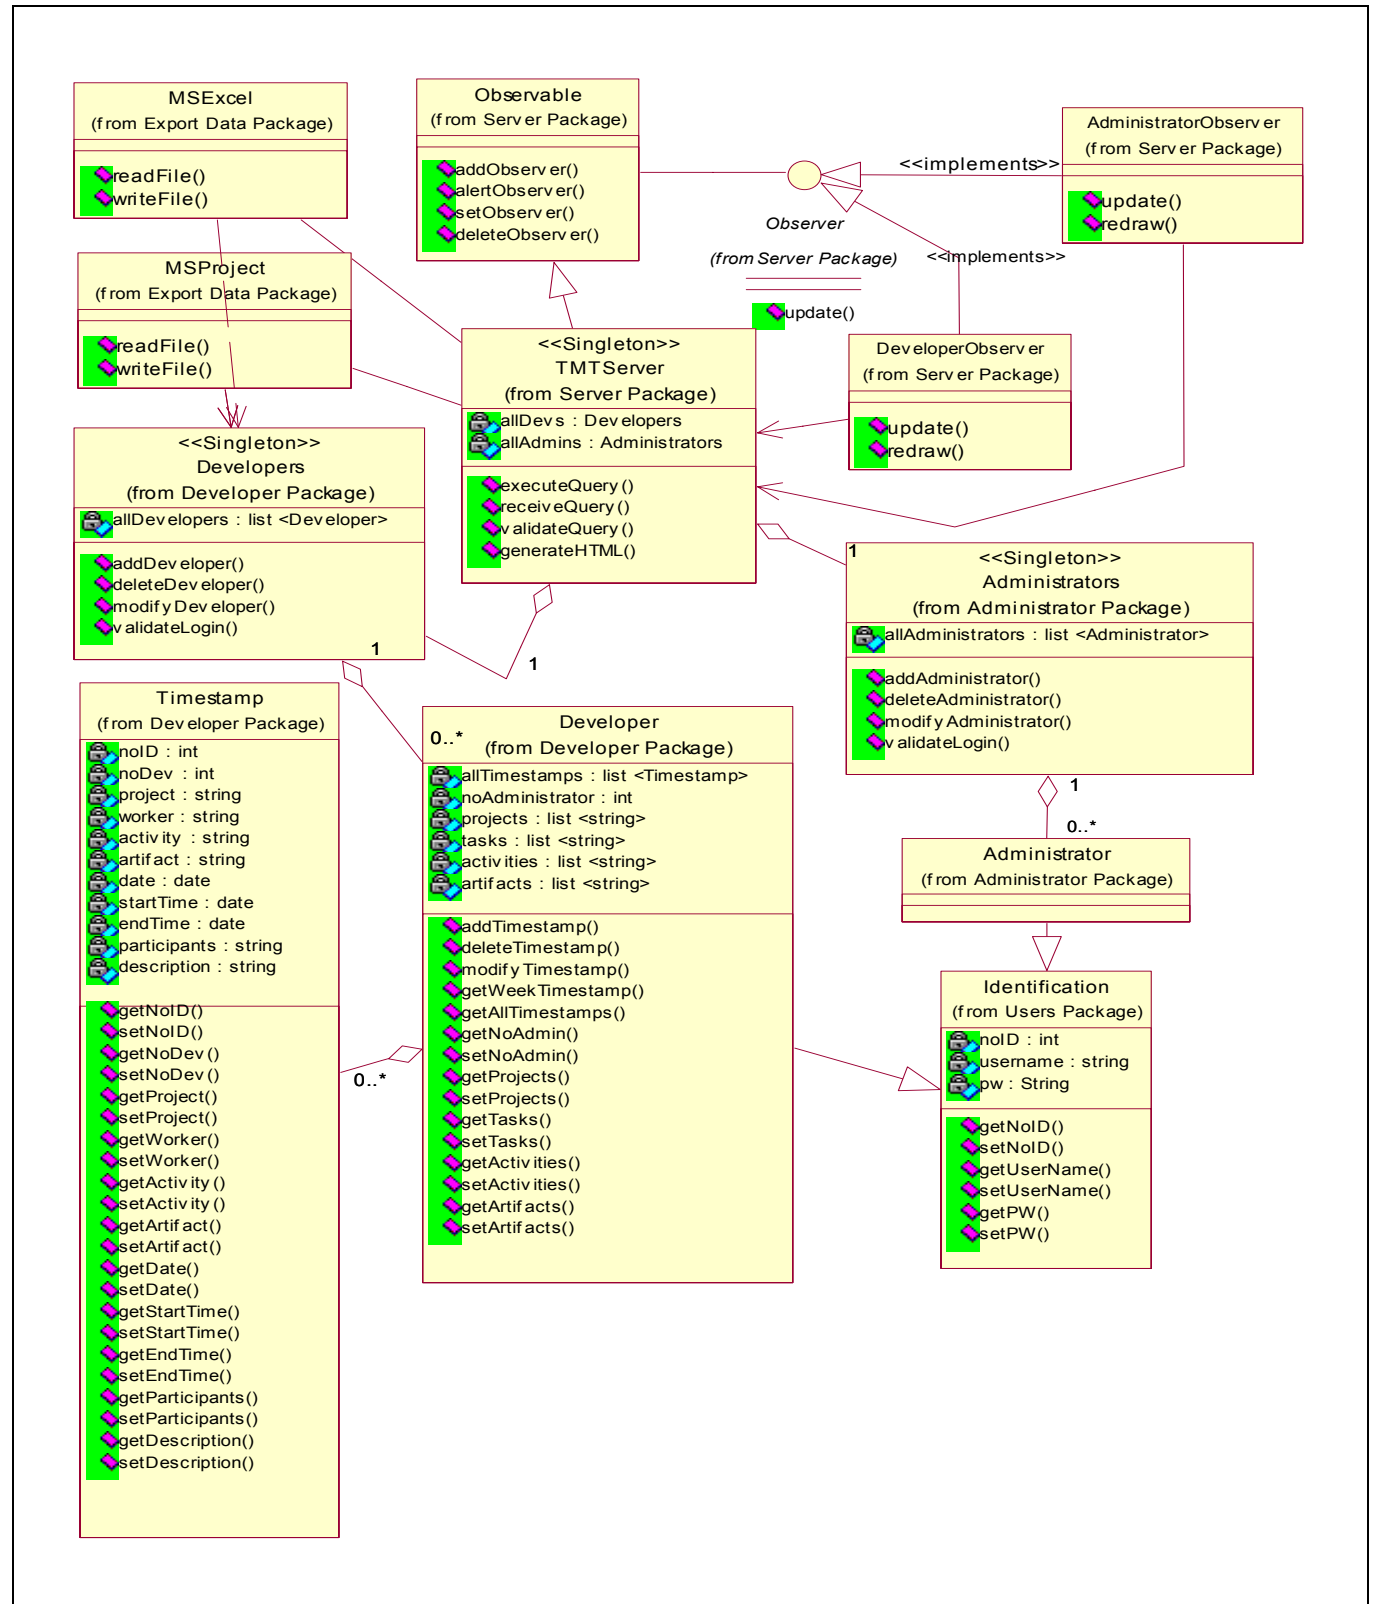 MSExcel
(from Export Data Package)
readFile()
writeFile()
Observable
(from Server Package)
addObserver()
alertObserver()
setObserver()
deleteObserver()
<<implements>>
AdministratorObserver
(from Server Package)
update()
redraw()
Observer
(from Server Package)
update()
<<implements>>
MSProject
(from Export Data Package)
readFile()
writeFile()
<<Singleton>>
TMTServer
(from Server Package)
allDevs : Developers
allAdmins : Administrators
executeQuery()
receiveQuery()
validateQuery()
generateHTML()
DeveloperObserver
(from Server Package)
update()
redraw()
<<Singleton>>
Developers
(from Developer Package)
allDevelopers : list <Developer>
addDeveloper()
deleteDeveloper()
modifyDeveloper()
validateLogin()
1
1
1
<<Singleton>>
Administrators
(from Administrator Package)
allAdministrators : list <Administrator>
addAdministrator()
deleteAdministrator()
modifyAdministrator()
validateLogin()
1
0..*
Timestamp
(from Developer Package)
noID : int
noDev : int
project : string
worker : string
activity : string
artifact : string
date : date
startTime : date
endTime : date
participants : string
description : string
getNoID()
setNoID()
getNoDev()
setNoDev()
getProject()
setProject()
getWorker()
setWorker()
getActivity()
setActivity()
getArtifact()
setArtifact()
getDate()
setDate()
getStartTime()
setStartTime()
getEndTime()
setEndTime()
getParticipants()
setParticipants()
getDescription()
setDescription()
0..*
0..*
Developer
(from Developer Package)
allTimestamps : list <Timestamp>
noAdministrator : int
projects : list <string>
tasks : list <string>
activities : list <string>
artifacts : list <string>
addTimestamp()
deleteTimestamp()
modifyTimestamp()
getWeekTimestamp()
getAllTimestamps()
getNoAdmin()
setNoAdmin()
getProjects()
setProjects()
getTasks()
setTasks()
getActivities()
setActivities()
getArtifacts()
setArtifacts()
Administrator
(from Administrator Package)
Identification
(from Users Package)
noID : int
username : string
pw : String
getNoID()
setNoID()
getUserName()
setUserName()
getPW()
setPW()